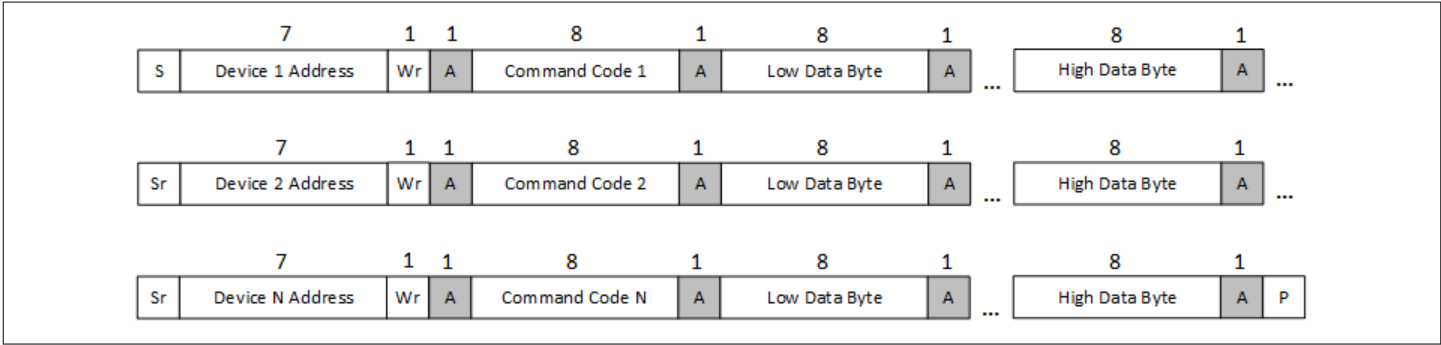 7 1 1 8 1 8 1 8 1
S Device 1 Address Wr A Command Code 1 A Low Data Byte A ... High Data Byte A ...
7 1 1 8 1 8 1 8 1
Sr Device 2 Address Wr A Command Code 2 A Low Data Byte A ... High Data Byte A ...
7 1 1 8 1 8 1 8 1
Sr Device N Address Wr A Command Code N A Low Data Byte A ... High Data Byte A P